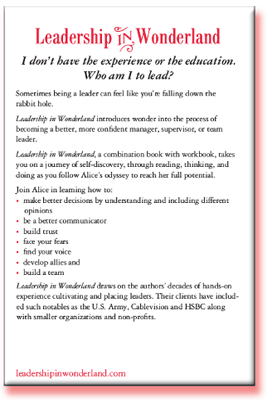 Leadership IN Wonderland
I don't have the experience or the education.
Who am I to lead?
Sometimes being a leader can feel like you're falling down the
rabbit hole.
Leadership in Wonderland introduces wonder into the process of
becoming a better, more confident manager, supervisor, or team
leader.
Leadership in Wonderland, a combination book with workbook, takes
you on a journey of self-discovery, through reading, thinking, and
doing as you follow Alice's odyssey to reach her full potential.
Join Alice in learning how to:
• make better decisions by understanding and including different
opinions
• be a better communicator
• build trust
• face your fears
• find your voice
• develop allies and
• build a team
Leadership in Wonderland draws on the authors' decades of hands-on
experience cultivating and placing leaders. Their clients have includ-
ed such notables as the U.S. Army, Cablevision and HSBC along
with smaller organizations and non-profits.
leadershipinwonderland.com